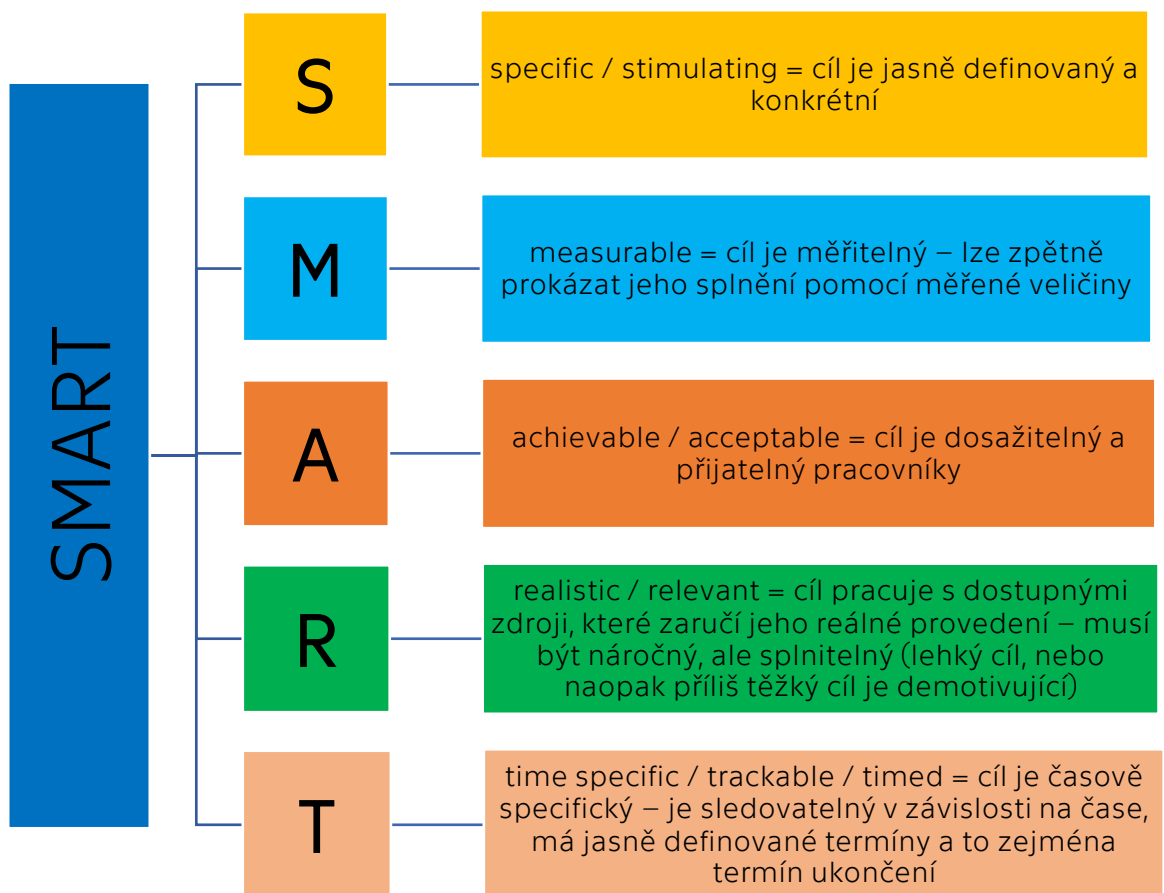 SMART
S
specific / stimulating = cíl je jasně definovaný a
konkrétní
M
measurable = cíl je měřitelný – lze zpětně
prokázat jeho splnění pomocí měřené veličiny
A
achievable / acceptable = cíl je dosažitelný a
přijatelný pracovníky
R
realistic / relevant = cíl pracuje s dostupnými
zdroji, které zaručí jeho reálné provedení – musí
být náročný, ale splnitelný (lehký cíl, nebo
naopak příliš těžký cíl je demotivující)
T
time specific / trackable / timed = cíl je časově
specifický – je sledovatelný v závislosti na čase,
má jasně definované termíny a to zejména
termín ukončení